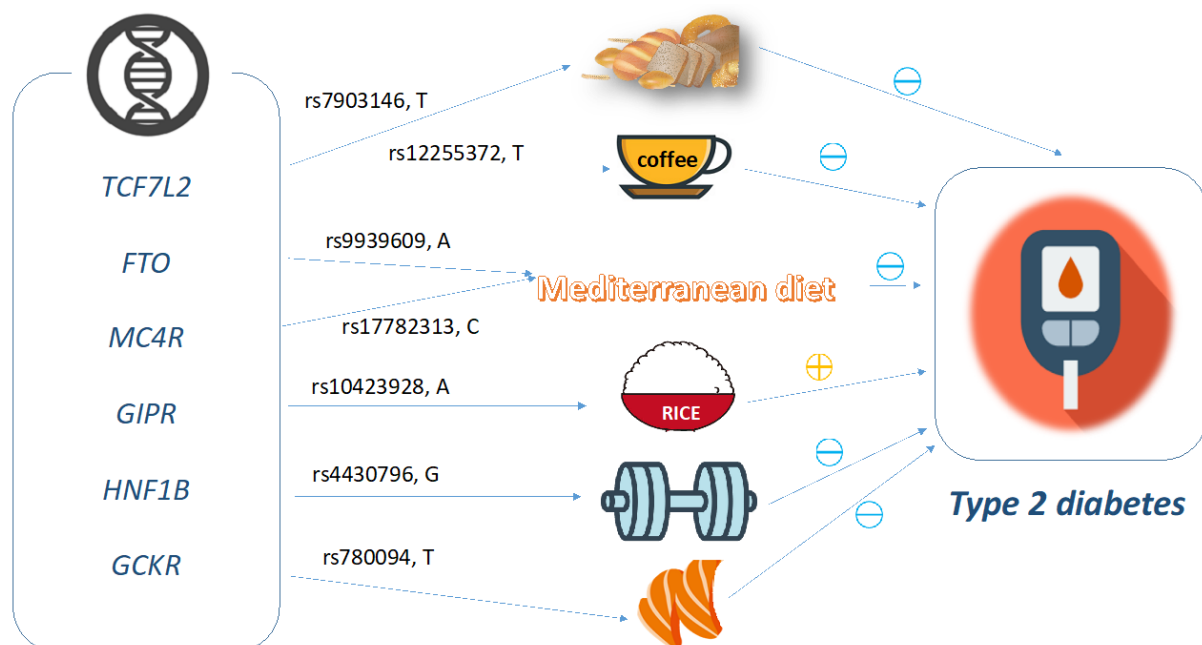 rs7903146, T
rs12255372, T
coffee
TCF7L2
rs9939609, A
FTO
Mediterranean diet
rs17782313, C
MC4R
rs10423928, A
GIPR
RICE
rs4430796, G
HNF1B
Type 2 diabetes
rs780094, T
GCKR